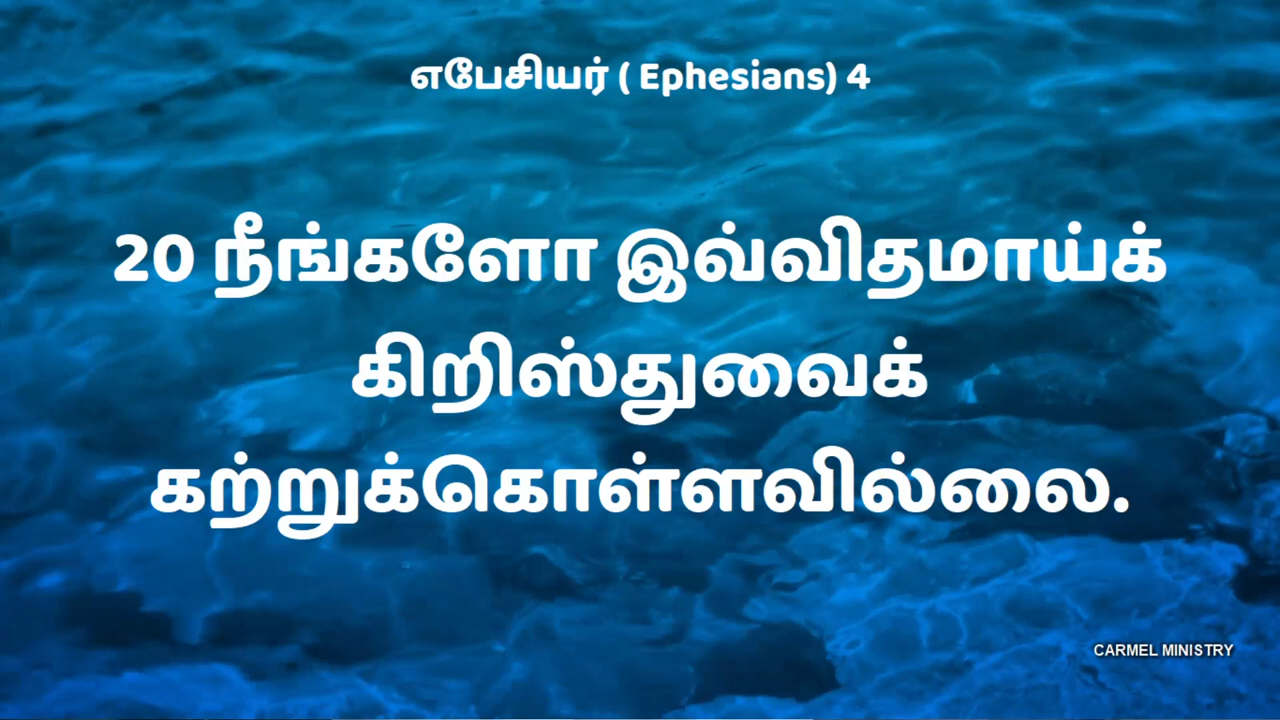 எபேசியர் ( Ephesians) 4
20 நீங்களோ இவ்விதமாய்க்
கிறிஸ்துவைக்
கற்றுக்கொள்ளவில்லை.
CARMEL MINISTRY